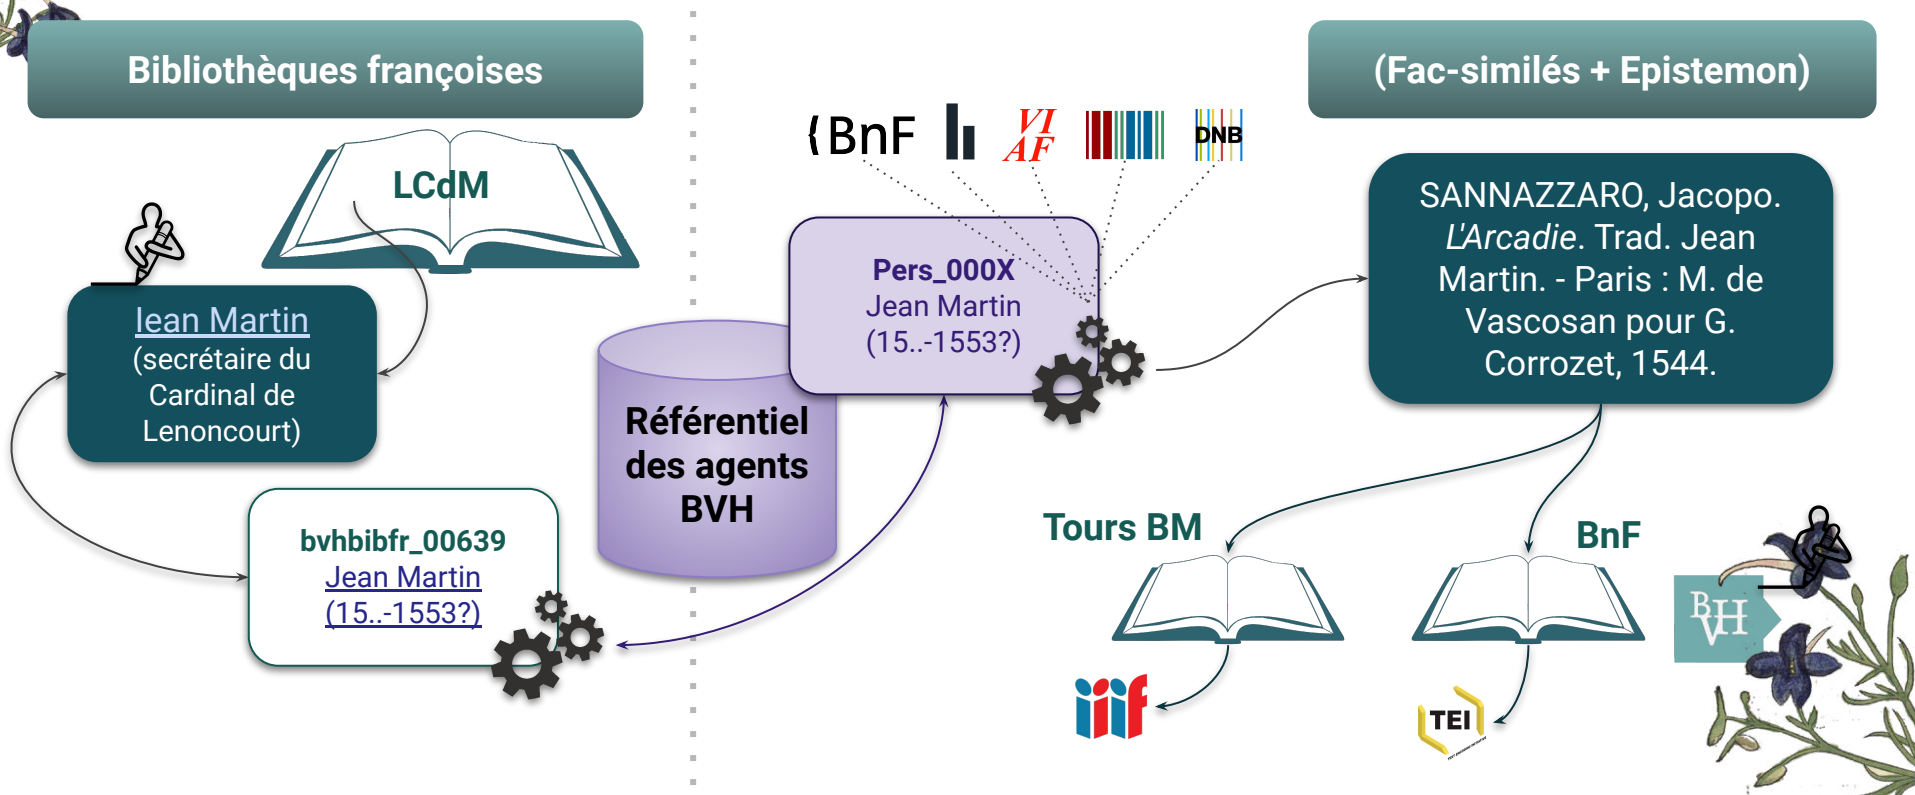 Bibliothèques françoises
LCdM
Iean Martin
(secrétaire du
Cardinal de
Lenoncourt)
bvhbibfr_00639
Jean Martin
(15..-1553?)
Référentiel
des agents
BVH
{BnF
VI
AF
DNB
Pers_000X
Jean Martin
(15..-1553?)
(Fac-similés + Epistemon)
SANNAZZARO, Jacopo.
L'Arcadie. Trad. Jean
Martin. - Paris : M. de
Vascosan pour G.
Corrozet, 1544.
Tours BM
BnF
iiif
TEI
BVH